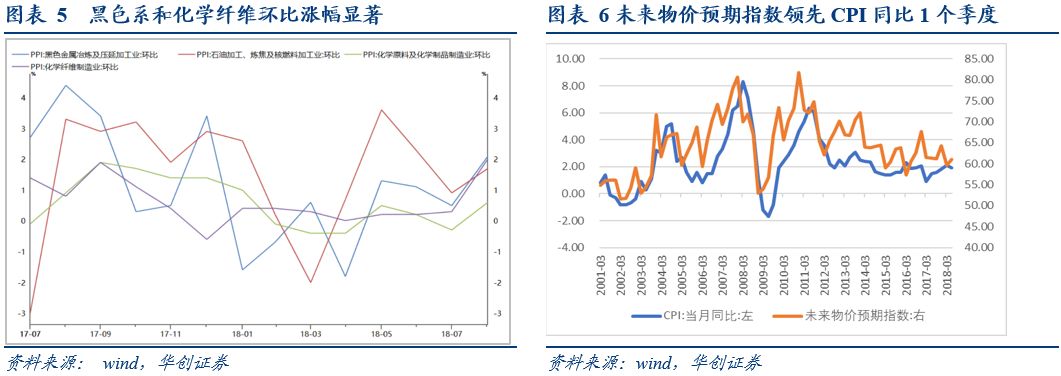 图表 5 黑色系和化学纤维环比涨幅显著
PPI:黑色金属冶炼及压延加工业:环比 PPI:石油加工、炼焦及核燃料加工业:环比 PPI:化学原料及化学制品制造业:环比
PPI:化学纤维制造业:环比
% %
4 4
3 3
2 2
1 1
0 0
-1 -1
-2 -2
-3 -3
17-07 17-09 17-11 18-01 18-03 18-05 18-07
资料来源: wind,华创证券
图表 6 未来物价预期指数领先 CPI 同比 1 个季度
10.00 85.00
8.00 80.00
75.00
6.00 70.00
4.00 65.00
2.00 60.00
55.00
0.00 50.00
-2.00 45.00
-4.00 40.00
2001-03 2002-03 2003-03 2004-03 2005-03 2006-03 2007-03 2008-03 2009-03 2010-03 2011-03 2012-03 2013-03 2014-03 2015-03 2016-03 2017-03 2018-03
CPI:当月同比:左 未来物价预期指数:右
资料来源: wind,华创证券